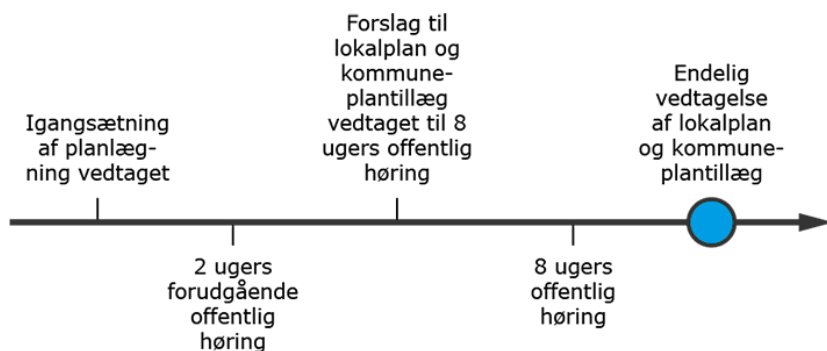 Igangsætning
af planlæg-
ning vedtaget
2 ugers
forudgående
offentlig
høring
Forslag til
lokalplan og
kommune-
plantillæg
vedtaget til 8
ugers offentlig
høring
8 ugers
offentlig
høring
Endelig
vedtagelse
af lokalplan
og kommune-
plantillæg